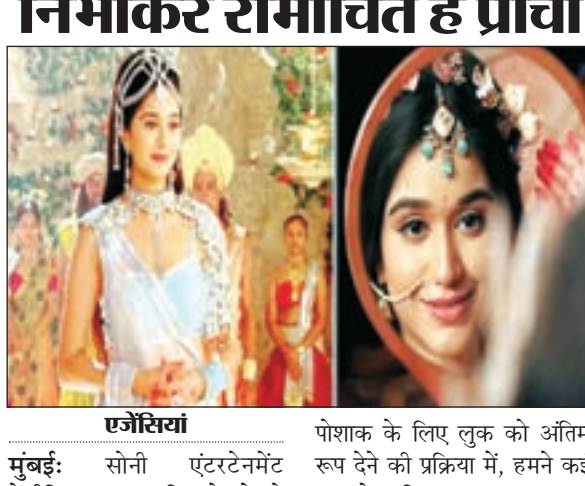 निभाकर रोमांचित हैं प्राची
एजेंसियां
मुंबई: सोनी एंटरटेनमेंट
पोशाक के लिए लुक को अंतिम
रूप देने की प्रक्रिया में, हमने कई